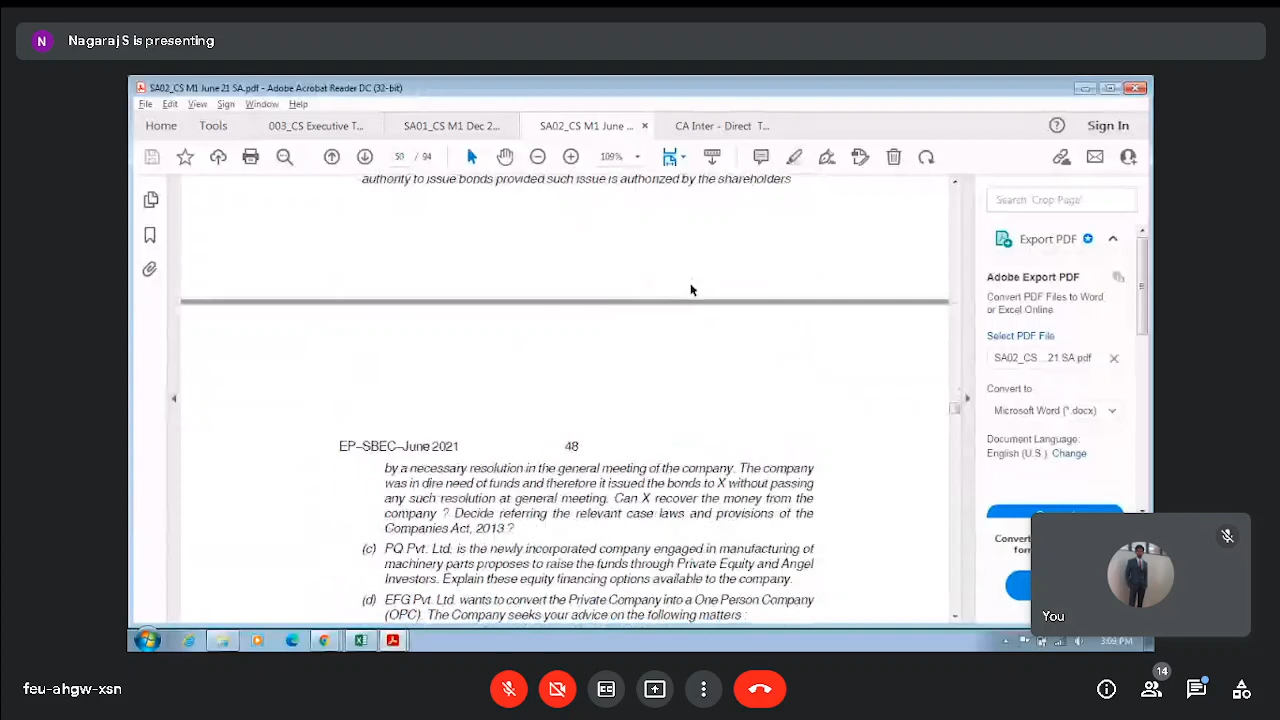 N
Nagaraj S is presenting
SA02_CS M1 June 21 SA.pdf - Adobe Acrobat Reader DC (32-bit)
File Edit View Sign Window Help
Home Tools 003_CS Executive T... SA01_CS M1 Dec 2... SA02_CS M1 June ... × CA Inter - Direct T... Sign In
50 / 94 109%
authority to issue bonds provided such issue is authorized by the shareholders
EP–SBEC–June 2021 48
by a necessary resolution in the general meeting of the company. The company
was in dire need of funds and therefore it issued the bonds to X without passing
any such resolution at general meeting. Can X recover the money from the
company ? Decide referring the relevant case laws and provisions of the
Companies Act, 2013 ?
(c) PQ Pvt. Ltd. is the newly incorporated company engaged in manufacturing of
machinery parts proposes to raise the funds through Private Equity and Angel
Investors. Explain these equity financing options available to the company.
(d) EFG Pvt. Ltd. wants to convert the Private Company into a One Person Company
(OPC). The Company seeks your advice on the following matters :
Search 'Crop Page'
Export PDF
Adobe Export PDF
Convert PDF Files to Word
or Excel Online
Select PDF File
SA02_CS ...21 SA.pdf ×
Convert to
Microsoft Word (*.docx)
Document Language:
English (U.S.) Change
You
3:09 PM
feu-ahgw-xsn
14